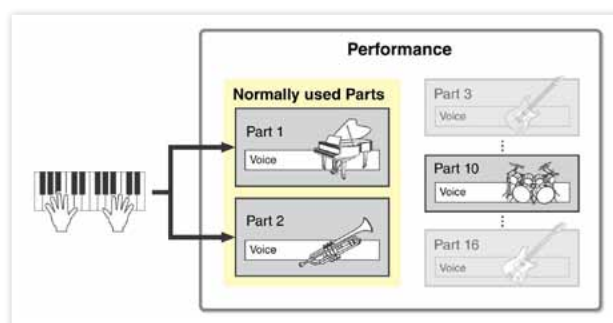 Performance
Normally used Parts
Part 1
Voice
Part 2
Voice
Part 3
Voice
Part 10
Voice
Part 16
Voice